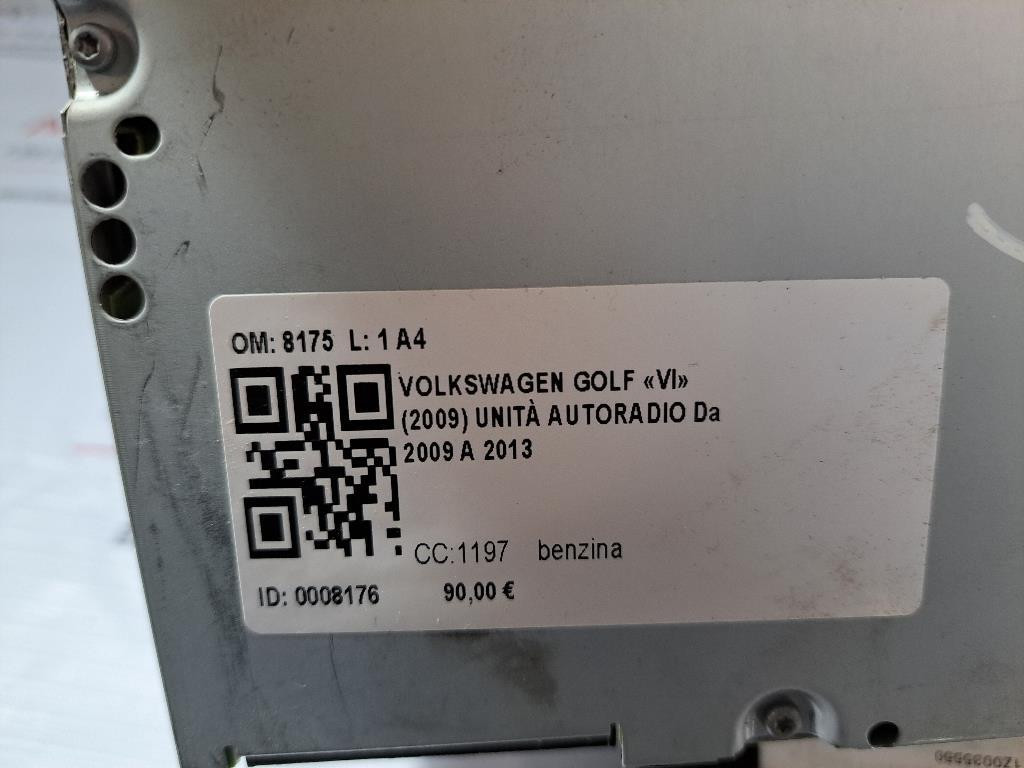 OM: 8175 L: 1 A4
VOLKSWAGEN GOLF «VI»
(2009) UNITÀ AUTORADIO Da
2009 A 2013
CC:1197 benzina
ID: 0008176 90,00 €